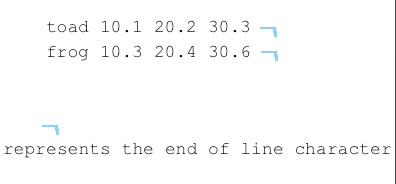 toad 10.1 20.2 30.3 ¬
frog 10.3 20.4 30.6 ¬
¬
represents the end of line character